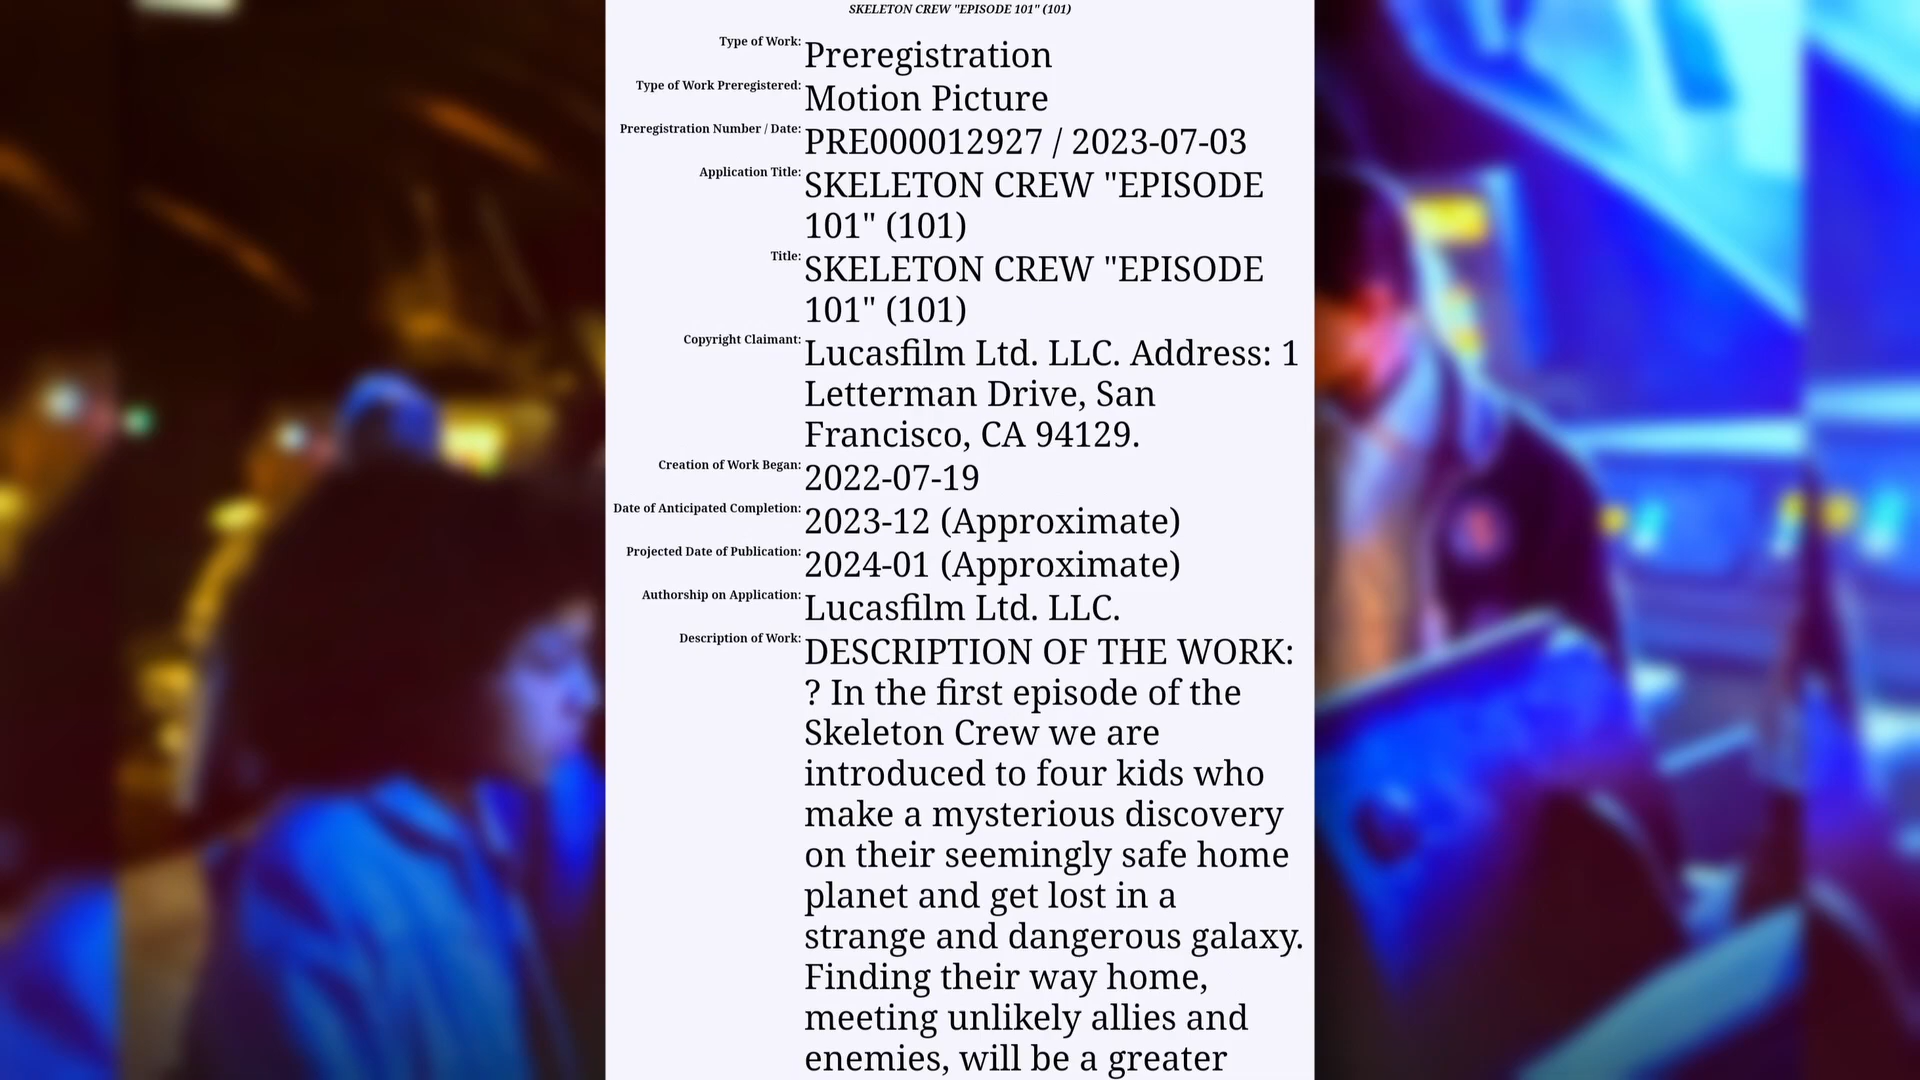 SKELETON CREW "EPISODE 101" (101)
Type of Work: Preregistration
Type of Work Preregistered: Motion Picture
Preregistration Number / Date: PRE000012927 / 2023-07-03
Application Title: SKELETON CREW "EPISODE
101" (101)
Title: SKELETON CREW "EPISODE
101" (101)
Copyright Claimant: Lucasfilm Ltd. LLC. Address: 1
Letterman Drive, San
Francisco, CA 94129.
Creation of Work Began: 2022-07-19
Date of Anticipated Completion: 2023-12 (Approximate)
Projected Date of Publication: 2024-01 (Approximate)
Authorship on Application: Lucasfilm Ltd. LLC.
Description of Work: DESCRIPTION OF THE WORK:
? In the first episode of the
Skeleton Crew we are
introduced to four kids who
make a mysterious discovery
on their seemingly safe home
planet and get lost in a
strange and dangerous galaxy.
Finding their way home,
meeting unlikely allies and
enemies, will be a greater